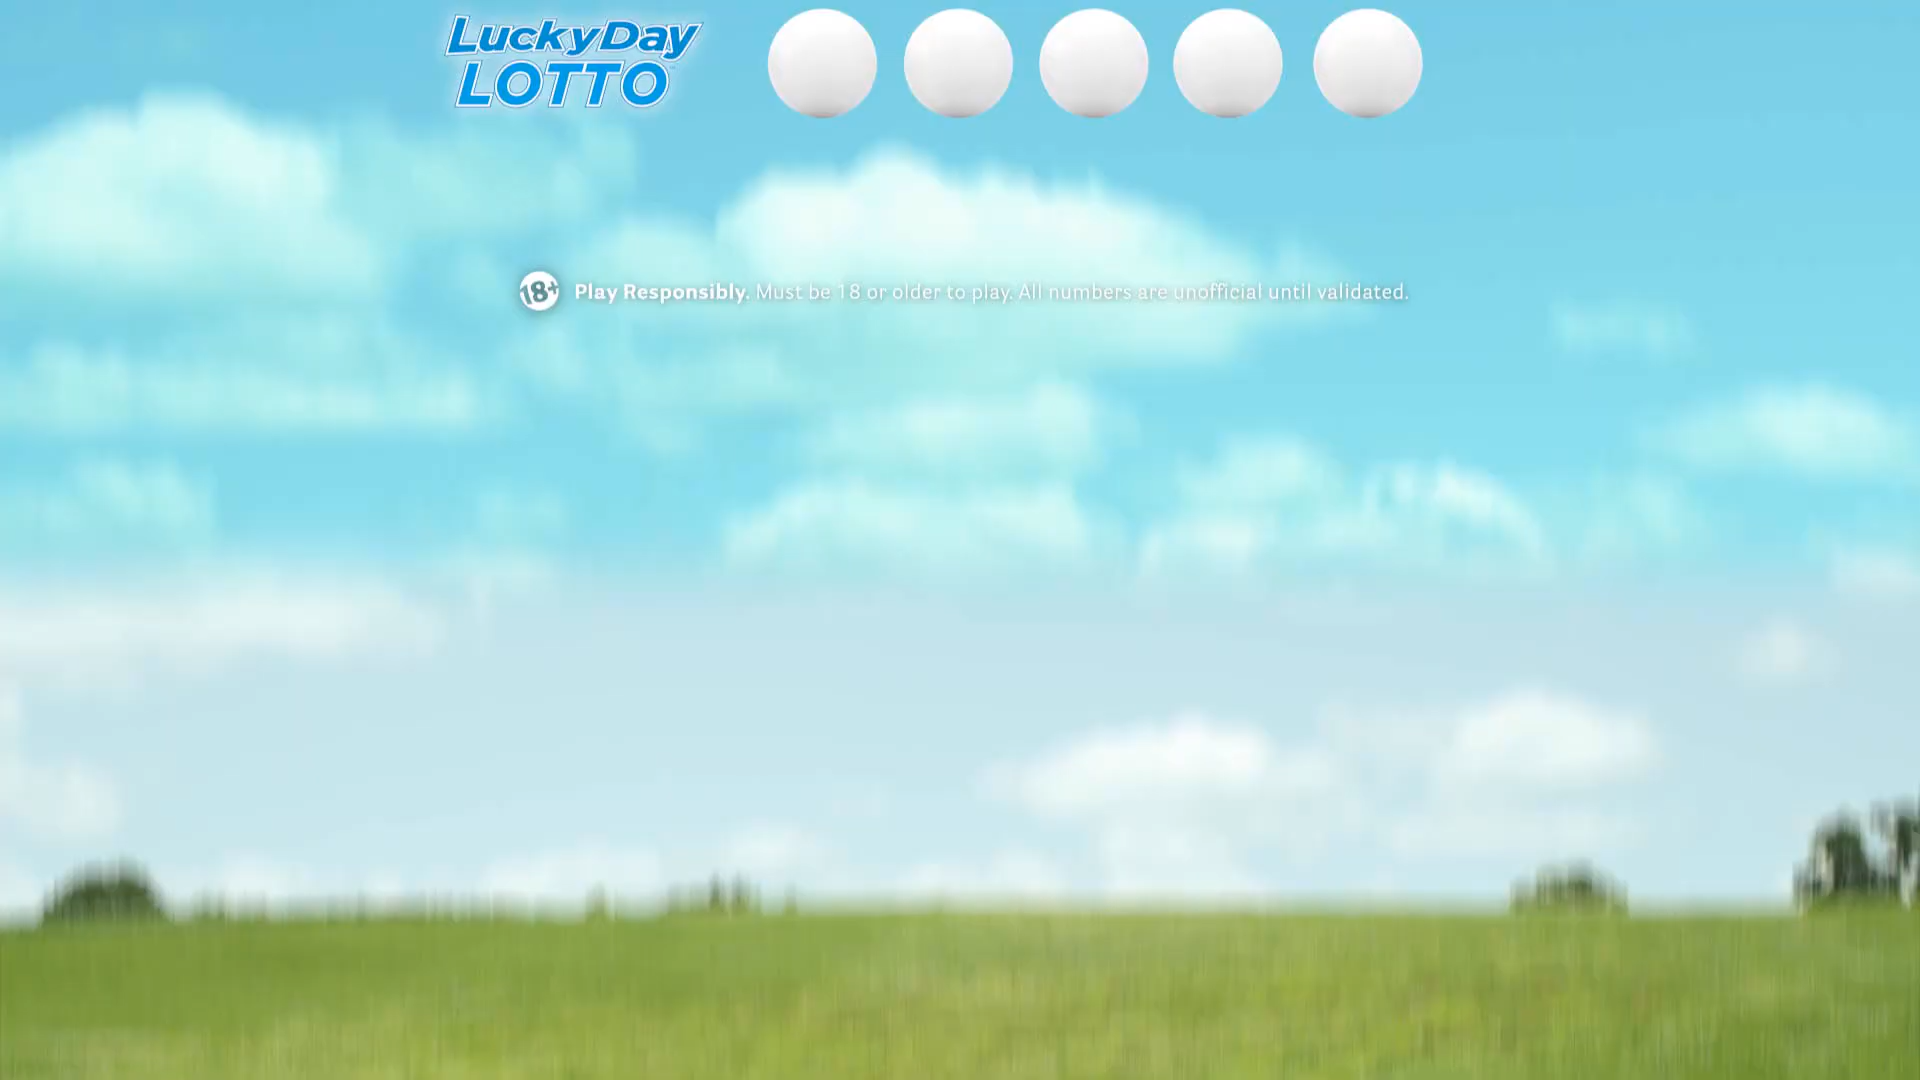 LuckyDay
LOTTO
18+ Play Responsibly. Must be 18 or older to play. All numbers are unofficial until validated.